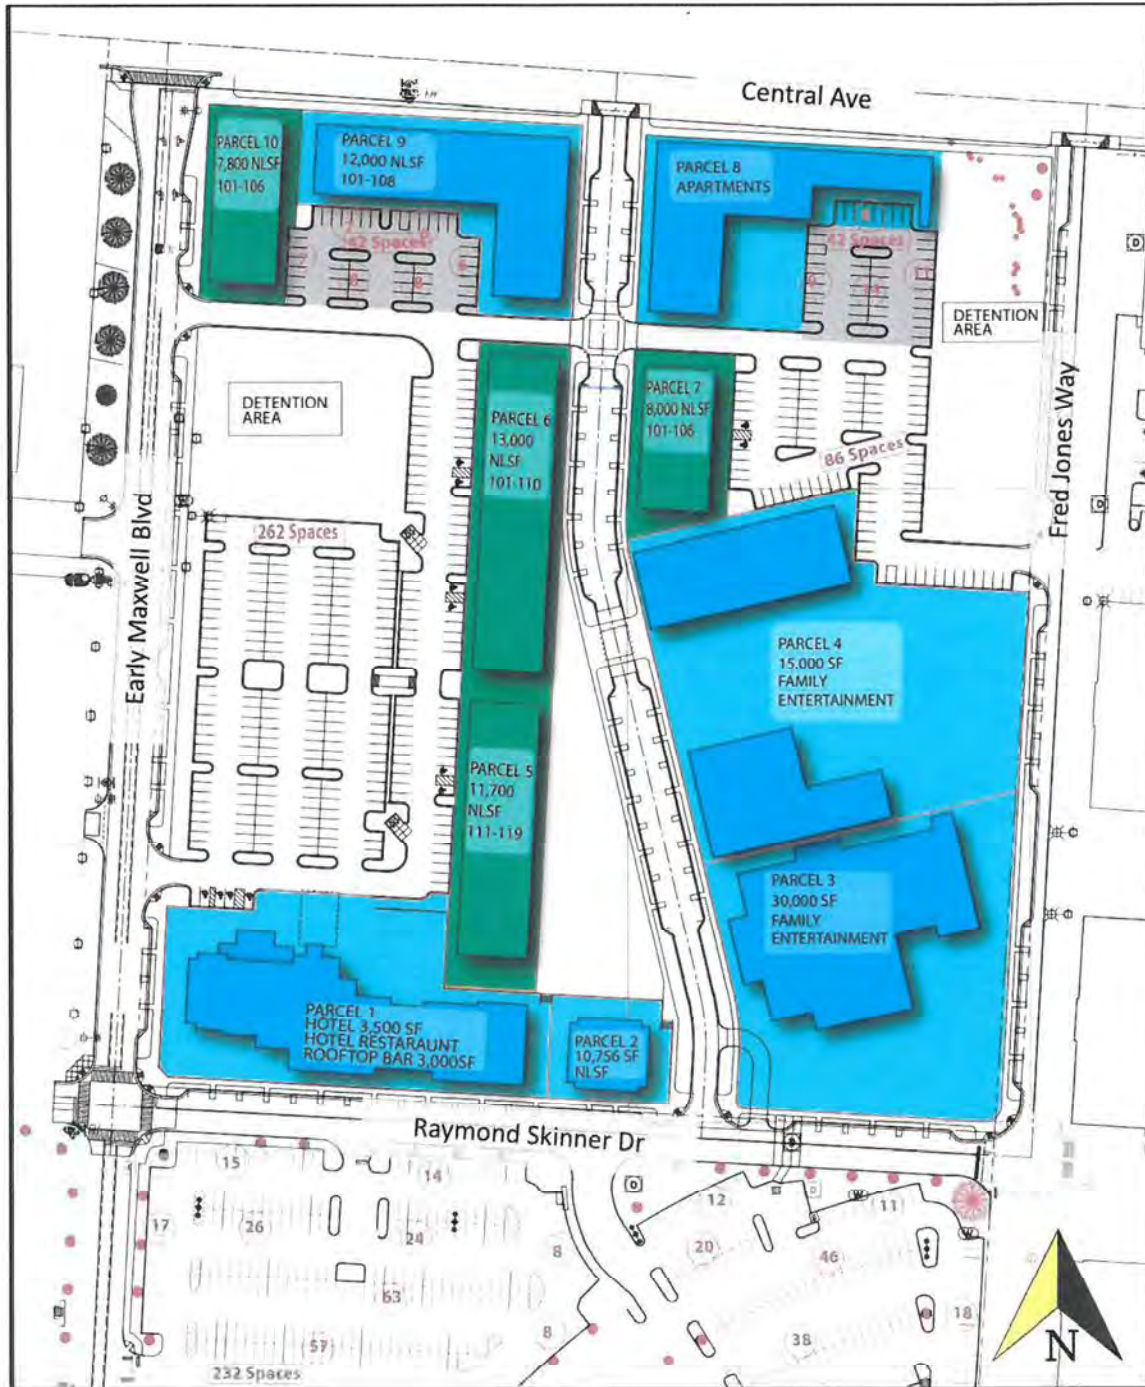 Central Ave
PARCEL 10
7,800 NLSF
101-106
PARCEL 9
12,000 NLSF
101-108
PARCEL 8
APARTMENTS
42 Spaces
8
8
42 Spaces
11
DETENTION
AREA
DETENTION
AREA
PARCEL 7
8,000 NLSF
101-106
PARCEL 6
13,000
NLSF
101-110
86 Spaces
Fred Jones Way
Early Maxwell Blvd
262 Spaces
PARCEL 4
15,000 SF
FAMILY
ENTERTAINMENT
PARCEL 5
11,700
NLSF
111-119
PARCEL 3
30,000 SF
FAMILY
ENTERTAINMENT
PARCEL 1
HOTEL 3,500 SF
HOTEL RESTARAUNT
ROOFTOP BAR 3,000SF
PARCEL 2
10,756 SF
NLSF
Raymond Skinner Dr
15
14
12
11
17
26
24
8
20
46
63
8
18
57
38
232 Spaces
N